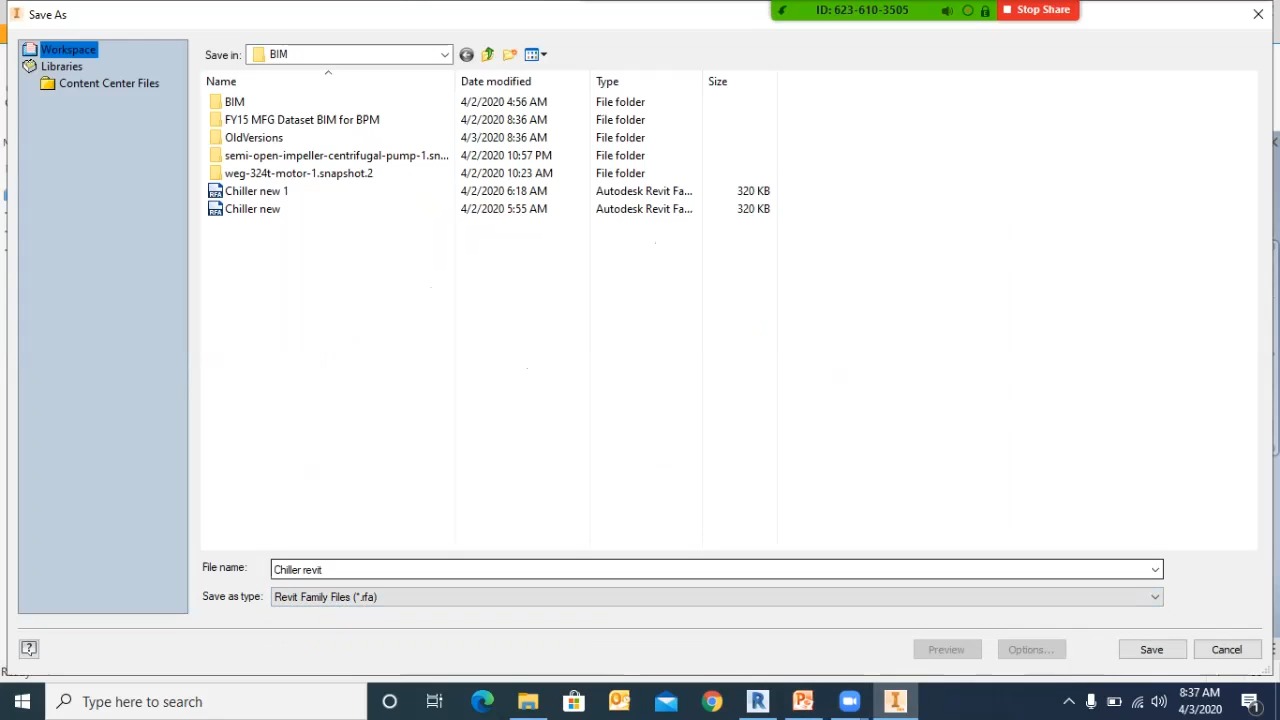 Save As
ID: 623-610-3505
Stop Share
Workspace
Libraries
Content Center Files
Save in: BIM
Name Date modified Type Size
BIM 4/2/2020 4:56 AM File folder
FY15 MFG Dataset BIM for BPM 4/2/2020 8:36 AM File folder
OldVersions 4/3/2020 8:36 AM File folder
semi-open-impeller-centrifugal-pump-1.sn... 4/2/2020 10:57 PM File folder
weg-324t-motor-1.snapshot.2 4/2/2020 10:23 AM File folder
Chiller new 1 4/2/2020 6:18 AM Autodesk Revit Fa... 320 KB
Chiller new 4/2/2020 5:55 AM Autodesk Revit Fa... 320 KB
File name: Chiller revit
Save as type: Revit Family Files (*.rfa)
Preview Options... Save Cancel
Type here to search
8:37 AM
4/3/2020